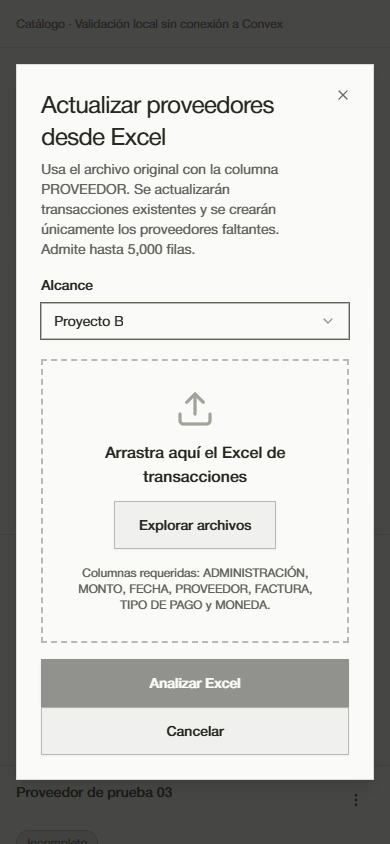 Catálogo · Validación local sin conexión a Convex
Actualizar proveedores
desde Excel
Usa el archivo original con la columna
PROVEEDOR. Se actualizarán
transacciones existentes y se crearán
únicamente los proveedores faltantes.
Admite hasta 5,000 filas.
Alcance
Proyecto B
Arrastra aquí el Excel de
transacciones
Explorar archivos
Columnas requeridas: ADMINISTRACIÓN,
MONTO, FECHA, PROVEEDOR, FACTURA,
TIPO DE PAGO y MONEDA.
Analizar Excel
Cancelar
Proveedor de prueba 03
Incompleto